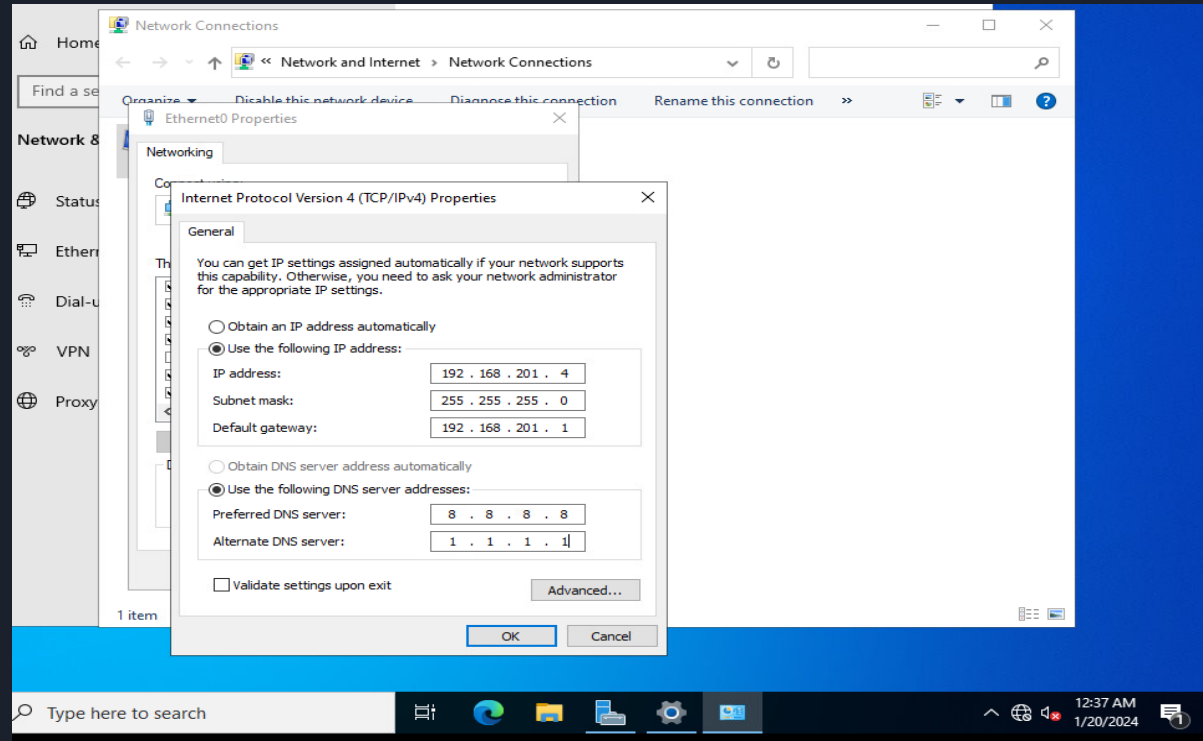 Network Connections
Home
Network and Internet > Network Connections
Find a se
Organize
Disable this network device
Diagnose this connection
Rename this connection
»
Ethernet0 Properties
Network &
Networking
Status
Internet Protocol Version 4 (TCP/IPv4) Properties
General
Ethern
Th
You can get IP settings assigned automatically if your network supports
this capability. Otherwise, you need to ask your network administrator
for the appropriate IP settings.
Dial-u
Obtain an IP address automatically
Use the following IP address:
VPN
IP address:
192 . 168 . 201 . 4
Subnet mask:
255 . 255 . 255 . 0
Proxy
Default gateway:
192 . 168 . 201 . 1
Obtain DNS server address automatically
Use the following DNS server addresses:
Preferred DNS server:
8 . 8 . 8 . 8
Alternate DNS server:
1 . 1 . 1 . 1
Validate settings upon exit
Advanced...
1 item
OK
Cancel
Type here to search
12:37 AM
1/20/2024
1